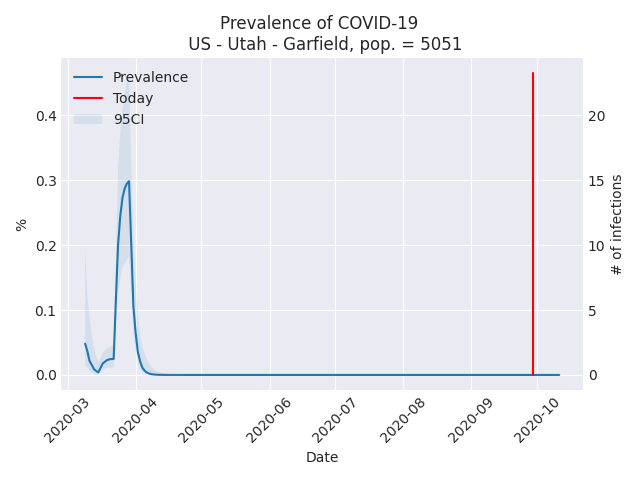 Prevalence of COVID-19
US - Utah - Garfield, pop. = 5051
Prevalence
Today
95CI
%
0.4
0.3
0.2
0.1
0.0
20
15
10
5
0
# of infections
2020-03
2020-04
2020-05
2020-06
2020-07
2020-08
2020-09
2020-10
Date